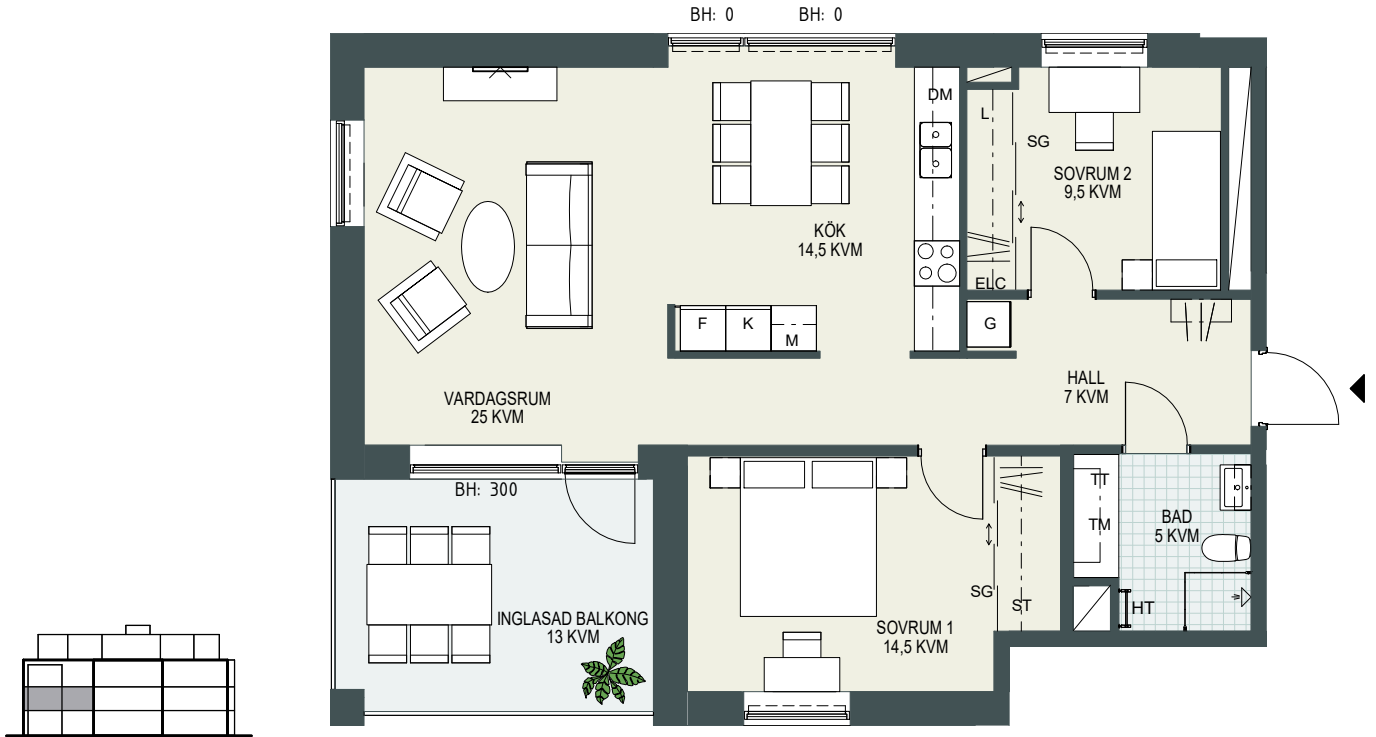 BH: 0
BH: 0
DM
L
SG
SOVRUM 2
9,5 KVM
KÖK
14,5 KVM
ELC
F
K
M
G
HALL
7 KVM
VARDAGSRUM
25 KVM
BH: 300
TT
TM
BAD
5 KVM
SG
ST
HT
INGLASAD BALKONG
13 KVM
SOVRUM 1
14,5 KVM